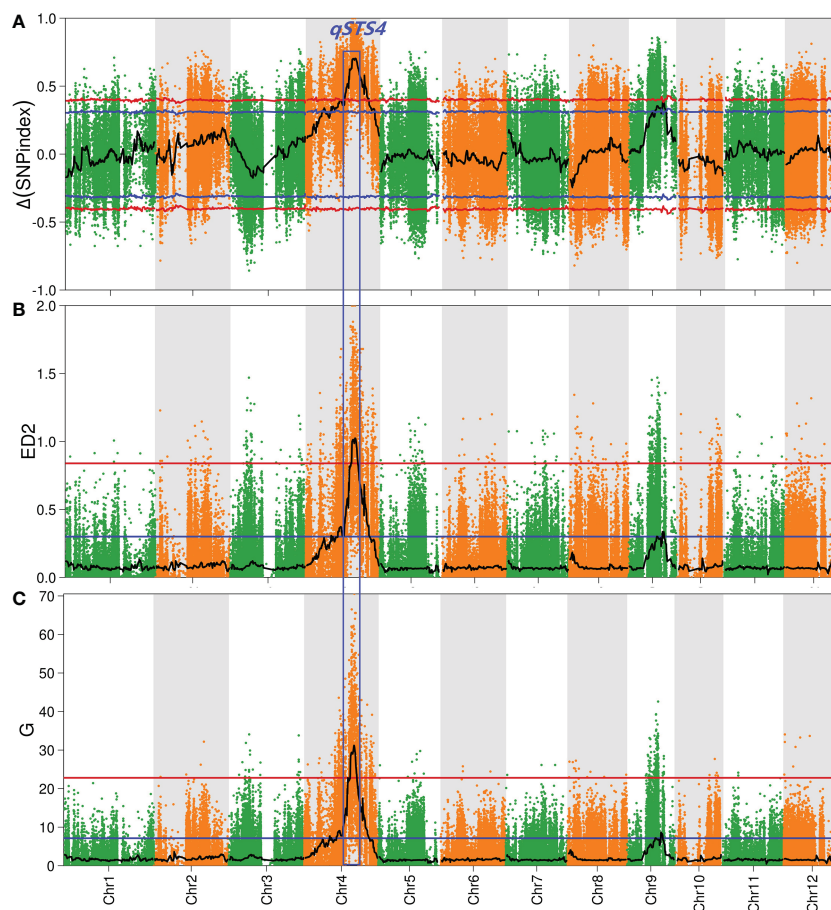 A
qSTS4
1.0
0.5
0.0
-0.5
-1.0
Δ(SNPindex)
B
2.0
1.5
1.0
0.5
0.0
ED2
C
70
60
50
40
30
20
10
0
G
Chr1
Chr2
Chr3
Chr4
Chr5
Chr6
Chr7
Chr8
Chr9
Chr10
Chr11
Chr12